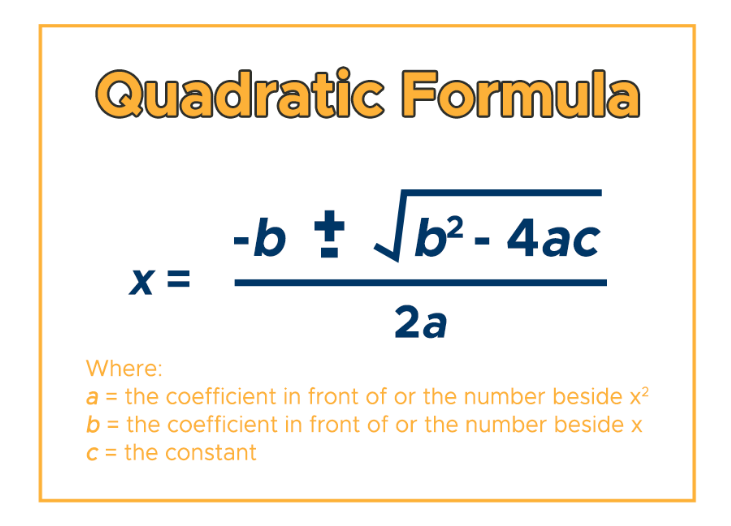 Quadratic Formula
x = -b ± √b² - 4ac
2a
Where:
a = the coefficient in front of or the number beside x²
b = the coefficient in front of or the number beside x
c = the constant